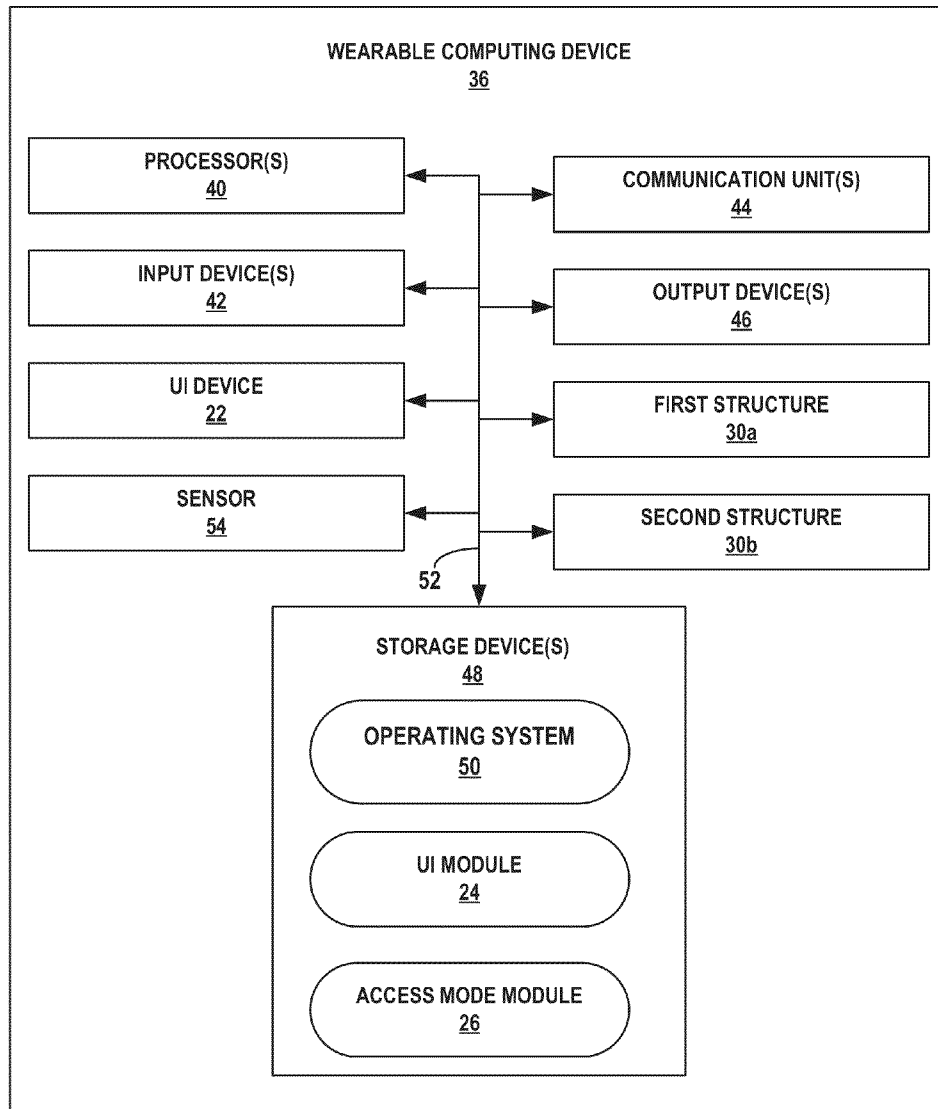 WEARABLE COMPUTING DEVICE
36
PROCESSOR(S)
40
COMMUNICATION UNIT(S)
44
INPUT DEVICE(S)
42
OUTPUT DEVICE(S)
46
UI DEVICE
22
FIRST STRUCTURE
30a
SENSOR
54
SECOND STRUCTURE
30b
52
STORAGE DEVICE(S)
48
OPERATING SYSTEM
50
UI MODULE
24
ACCESS MODE MODULE
26